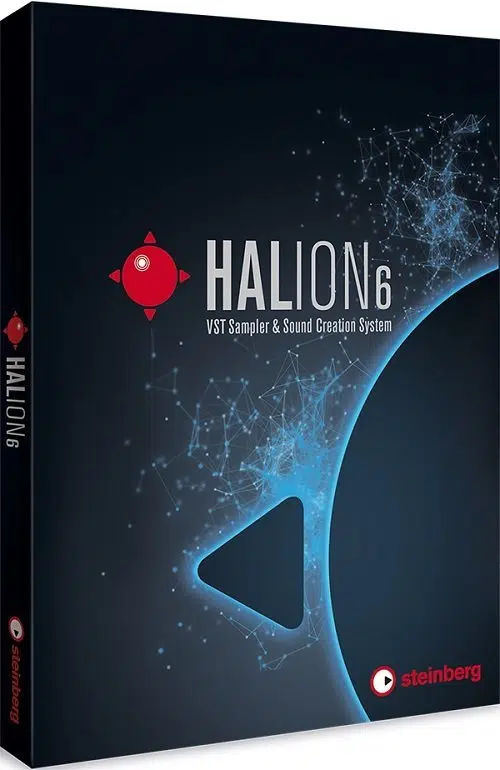 HALION6
VST Sampler & Sound Creation System
HALION6
steinberg
steinberg